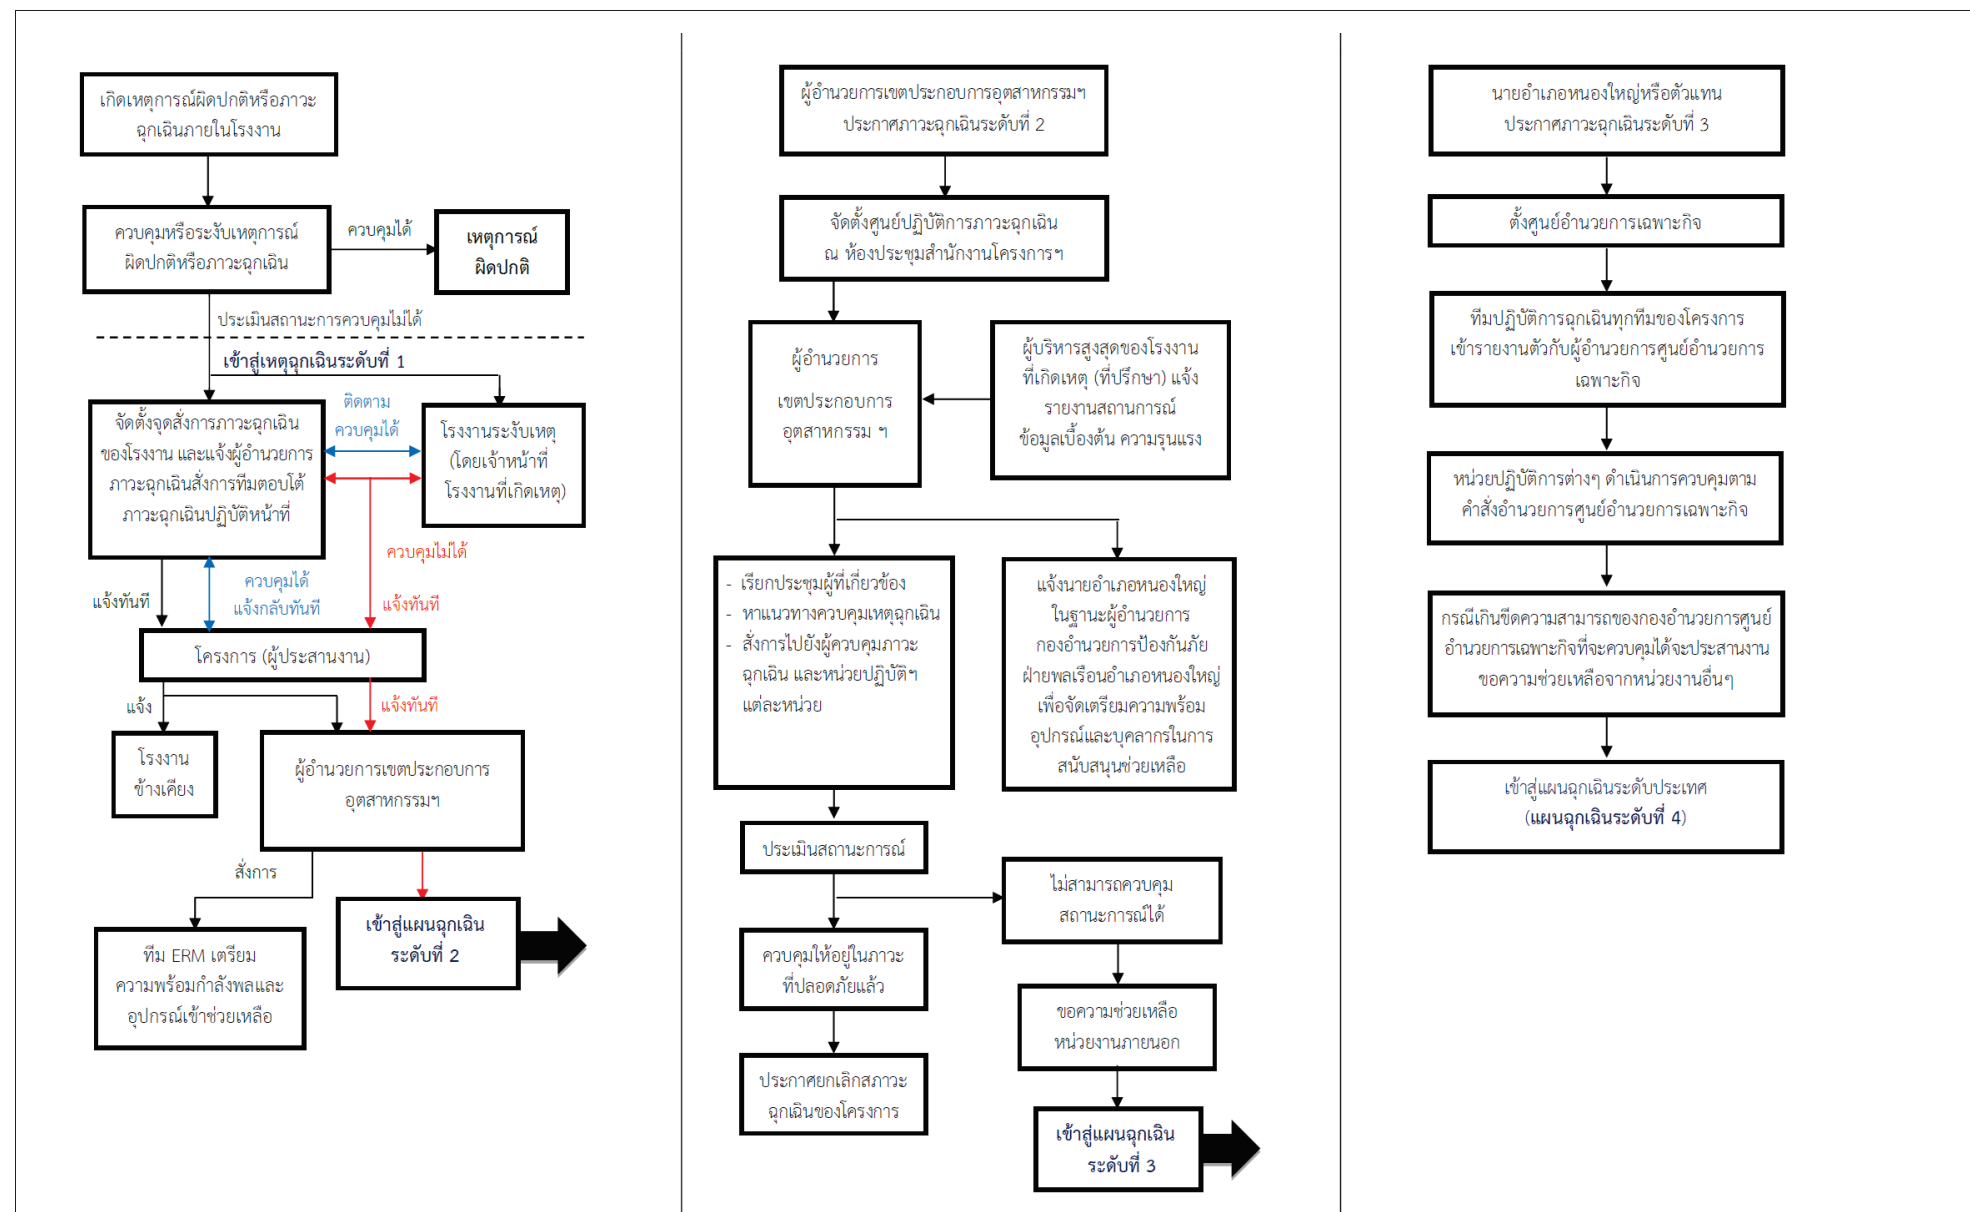 เกิดเหตุการณ์ผิดปกติหรือภาวะ
ฉุกเฉินภายในโรงงาน
ควบคุมหรือระงับเหตุการณ์
ผิดปกติหรือภาวะฉุกเฉิน
ควบคุมได้
เหตุการณ์
ผิดปกติ
ประเมินสถานะการควบคุมไม่ได้
เข้าสู่เหตุฉุกเฉินระดับที่ 1
จัดตั้งจุดสั่งการภาวะฉุกเฉิน
ของโรงงาน และแจ้งผู้อำนวยการ
ภาวะฉุกเฉินสั่งการทีมตอบโต้
ภาวะฉุกเฉินปฏิบัติหน้าที่
ติดตาม
ควบคุมได้
โรงงานระงับเหตุ
(โดยเจ้าหน้าที่
โรงงานที่เกิดเหตุ)
ควบคุมไม่ได้
แจ้งทันที
ควบคุมได้
แจ้งกลับทันที
แจ้งทันที
โครงการ (ผู้ประสานงาน)
แจ้ง
แจ้งทันที
โรงงาน
ข้างเคียง
ผู้อำนวยการเขตประกอบการ
อุตสาหกรรมฯ
สั่งการ
ทีม ERM เตรียม
ความพร้อมกำลังพลและ
อุปกรณ์เข้าช่วยเหลือ
เข้าสู่แผนฉุกเฉิน
ระดับที่ 2
ผู้อำนวยการเขตประกอบการอุตสาหกรรมฯ
ประกาศภาวะฉุกเฉินระดับที่ 2
จัดตั้งศูนย์ปฏิบัติการภาวะฉุกเฉิน
ณ ห้องประชุมสำนักงานโครงการฯ
ผู้อำนวยการ
เขตประกอบการ
อุตสาหกรรม ฯ
ผู้บริหารสูงสุดของโรงงาน
ที่เกิดเหตุ (ที่ปรึกษา) แจ้ง
รายงานสถานการณ์
ข้อมูลเบื้องต้น ความรุนแรง
- เรียกประชุมผู้ที่เกี่ยวข้อง
- หาแนวทางควบคุมเหตุฉุกเฉิน
- สั่งการไปยังผู้ควบคุมภาวะ
ฉุกเฉิน และหน่วยปฏิบัติฯ
แต่ละหน่วย
แจ้งนายอำเภอหนองใหญ่
ในฐานะผู้อำนวยการ
กองอำนวยการป้องกันภัย
ฝ่ายพลเรือนอำเภอหนองใหญ่
เพื่อจัดเตรียมความพร้อม
อุปกรณ์และบุคลากรในการ
สนับสนุนช่วยเหลือ
ประเมินสถานะการณ์
ไม่สามารถควบคุม
สถานะการณ์ได้
ควบคุมให้อยู่ในภาวะ
ที่ปลอดภัยแล้ว
ขอความช่วยเหลือ
หน่วยงานภายนอก
ประกาศยกเลิกสภาวะ
ฉุกเฉินของโครงการ
เข้าสู่แผนฉุกเฉิน
ระดับที่ 3
นายอำเภอหนองใหญ่หรือตัวแทน
ประกาศภาวะฉุกเฉินระดับที่ 3
ตั้งศูนย์อำนวยการเฉพาะกิจ
ทีมปฏิบัติการฉุกเฉินทุกทีมของโครงการ
เข้ารายงานตัวกับผู้อำนวยการศูนย์อำนวยการ
เฉพาะกิจ
หน่วยปฏิบัติการต่างๆ ดำเนินการควบคุมตาม
คำสั่งอำนวยการศูนย์อำนวยการเฉพาะกิจ
กรณีเกินขีดความสามารถของกองอำนวยการศูนย์
อำนวยการเฉพาะกิจที่จะควบคุมได้จะประสานงาน
ขอความช่วยเหลือจากหน่วยงานอื่นๆ
เข้าสู่แผนฉุกเฉินระดับประเทศ
(แผนฉุกเฉินระดับที่ 4)